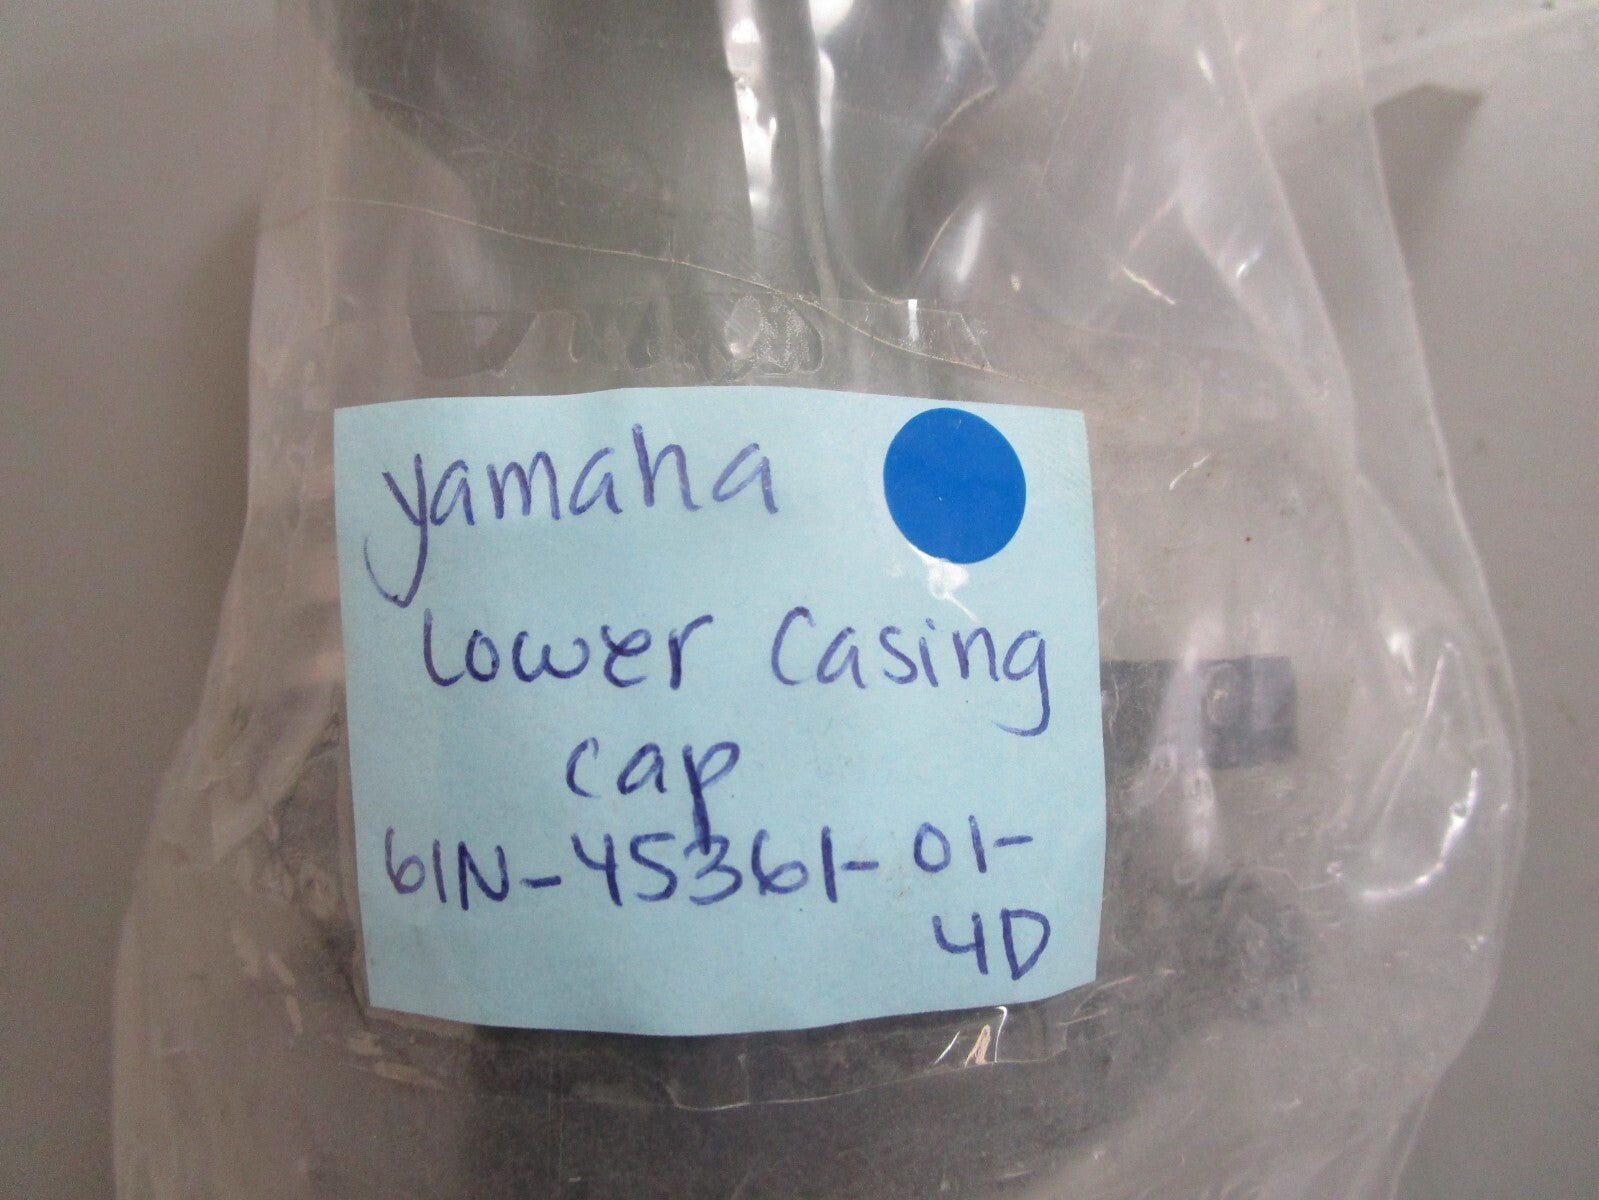 yamaha
Lower Casing
cap
61N-45361-01-
4D